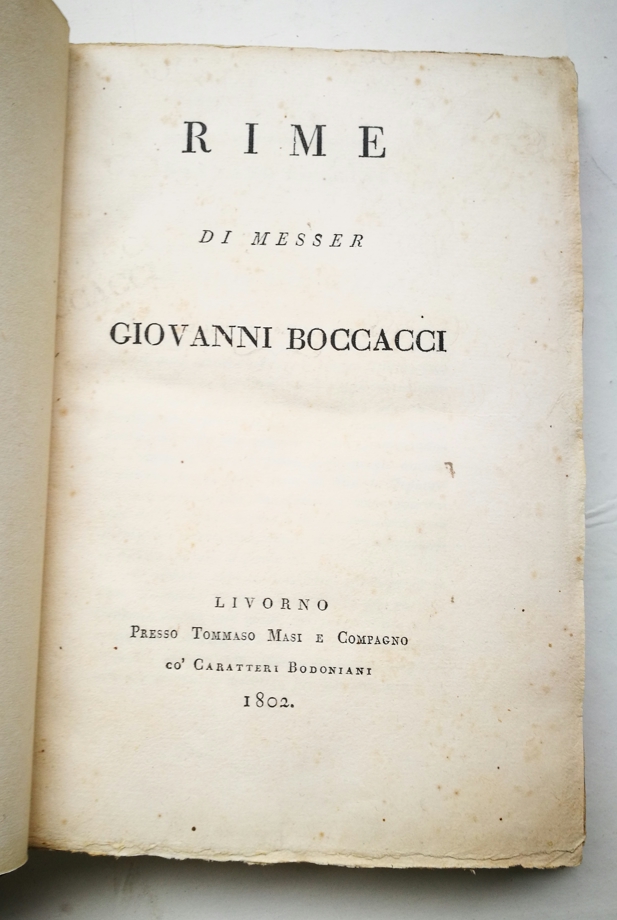 RIME
DI MESSER
GIOVANNI BOCCACCI
LIVORNO
PRESSO TOMMASO MASI E COMPAGNO
CO' CARATTERI BODONIANI
1802.